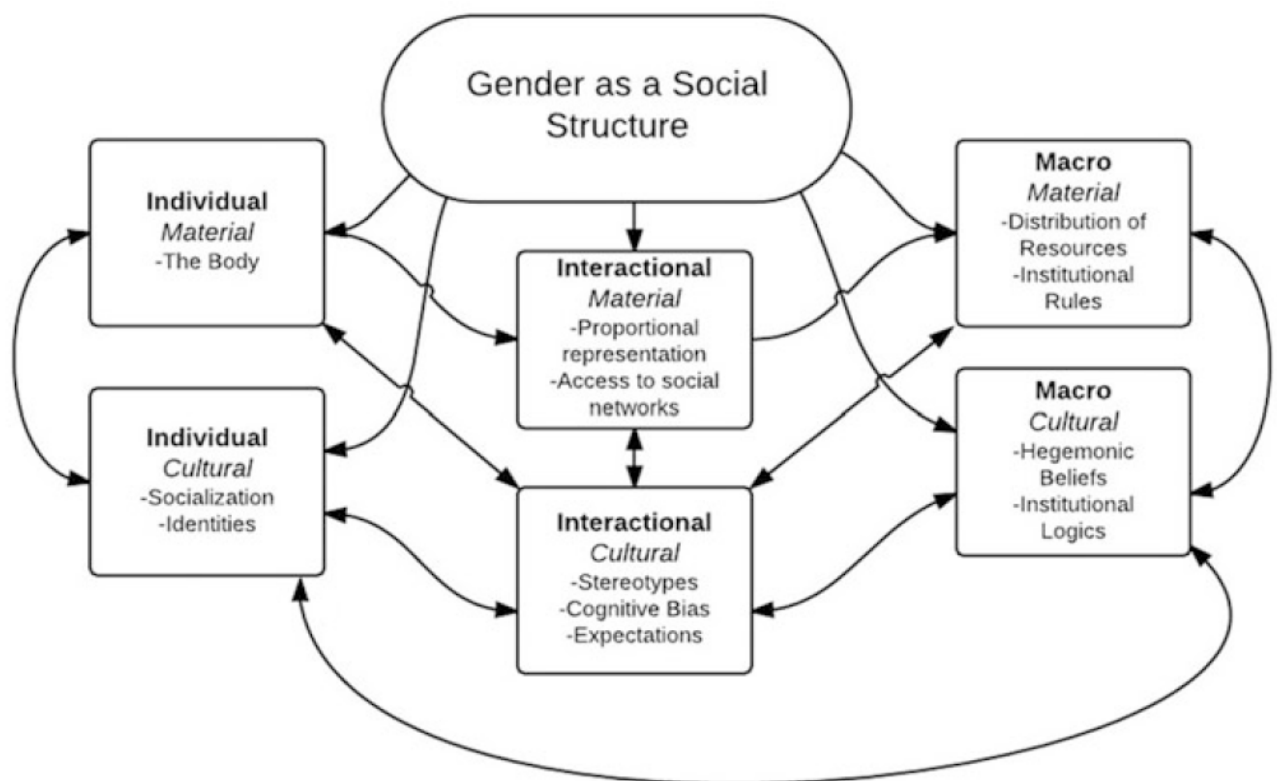 Gender as a Social
Structure
Individual
Material
-The Body
Individual
Cultural
-Socialization
-Identities
Interactional
Material
-Proportional
representation
-Access to social
networks
Interactional
Cultural
-Stereotypes
-Cognitive Bias
-Expectations
Macro
Material
-Distribution of
Resources
-Institutional
Rules
Macro
Cultural
-Hegemonic
Beliefs
-Institutional
Logics